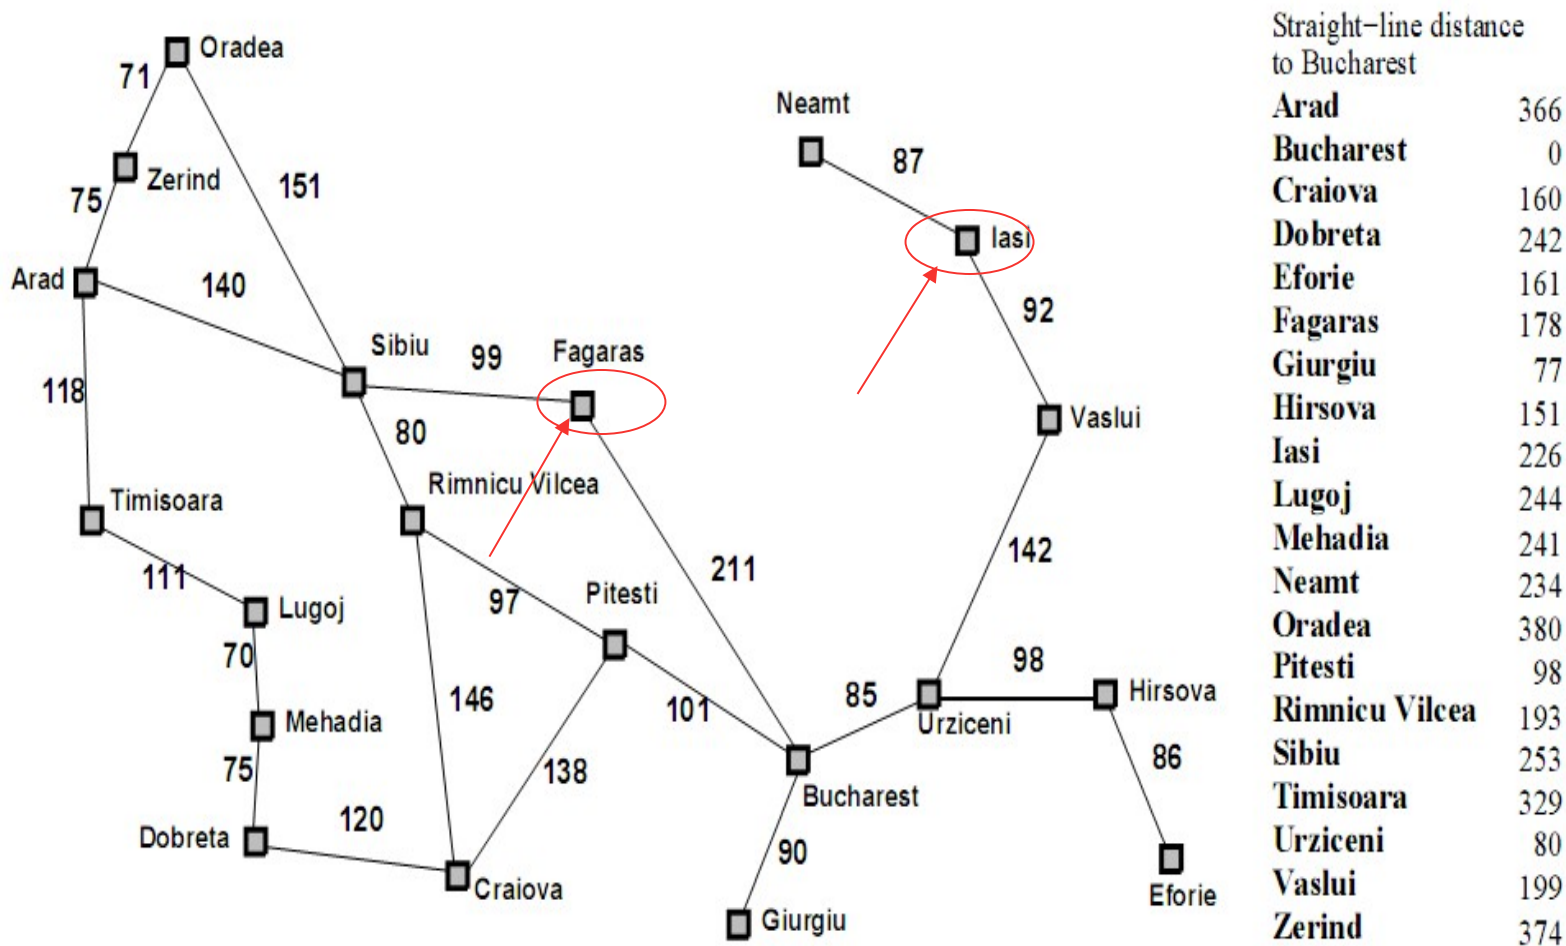 Oradea
71
Neamt
87
Zerind
151
75
Iasi
Arad
140
92
Sibiu
99
Fagaras
118
80
Vaslui
Rimnicu Vilcea
Timisoara
142
211
111
97
Pitesti
Lugoj
70
98
146
85
Hirsova
101
Urziceni
Mehadia
86
75
138
Bucharest
120
Dobreta
90
Craiova
Eforie
Giurgiu
Straight-line distance
to Bucharest
Arad 366
Bucharest 0
Craiova 160
Dobreta 242
Eforie 161
Fagaras 178
Giurgiu 77
Hirsova 151
Iasi 226
Lugoj 244
Mehadia 241
Neamt 234
Oradea 380
Pitesti 98
Rimnicu Vilcea 193
Sibiu 253
Timisoara 329
Urziceni 80
Vaslui 199
Zerind 374